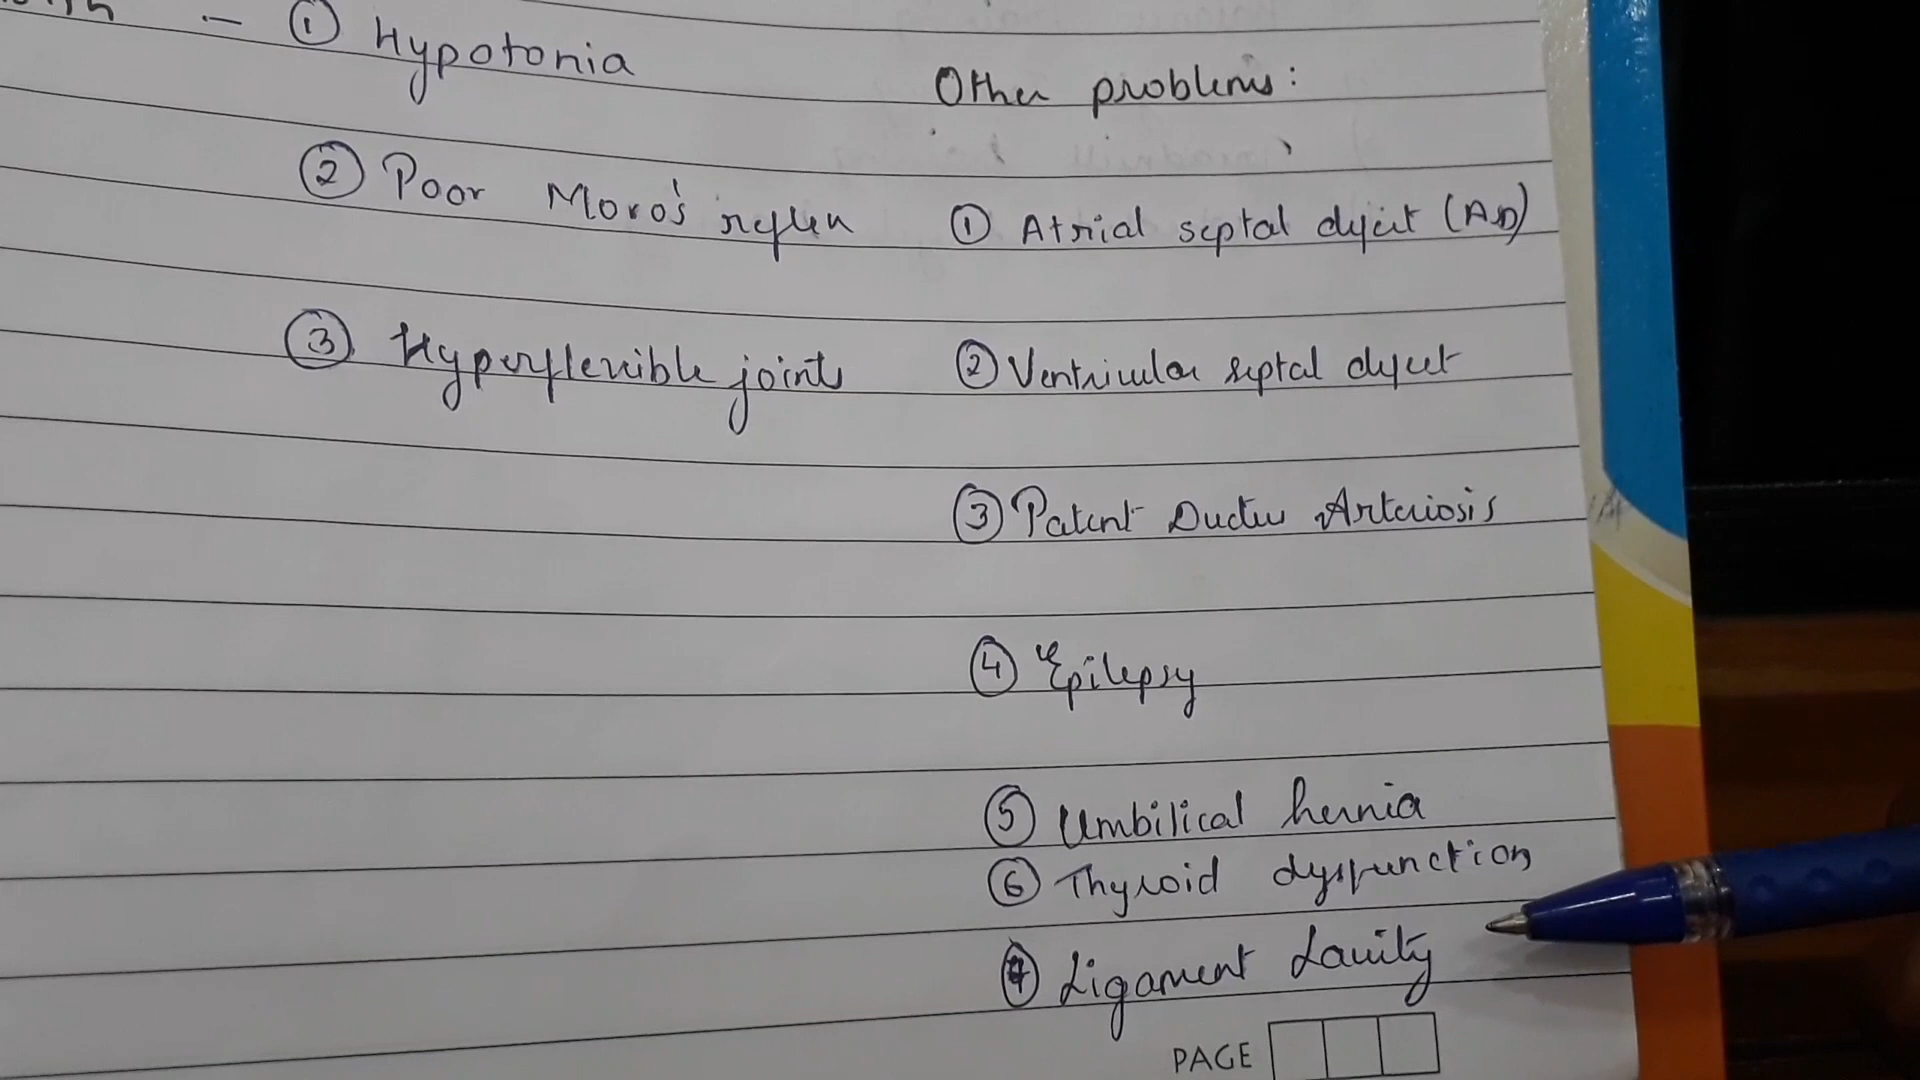 – ① Hypotonia
② Poor Moro's reflex
③ Hyperflexible joints
Other problems:
① Atrial septal defect (ASD)
② Ventricular septal defect
③ Patent Ductus Arteriosis
④ Epilepsy
⑤ Umbilical hernia
⑥ Thyroid dysfunction
⑦ Ligament Laxity
PAGE